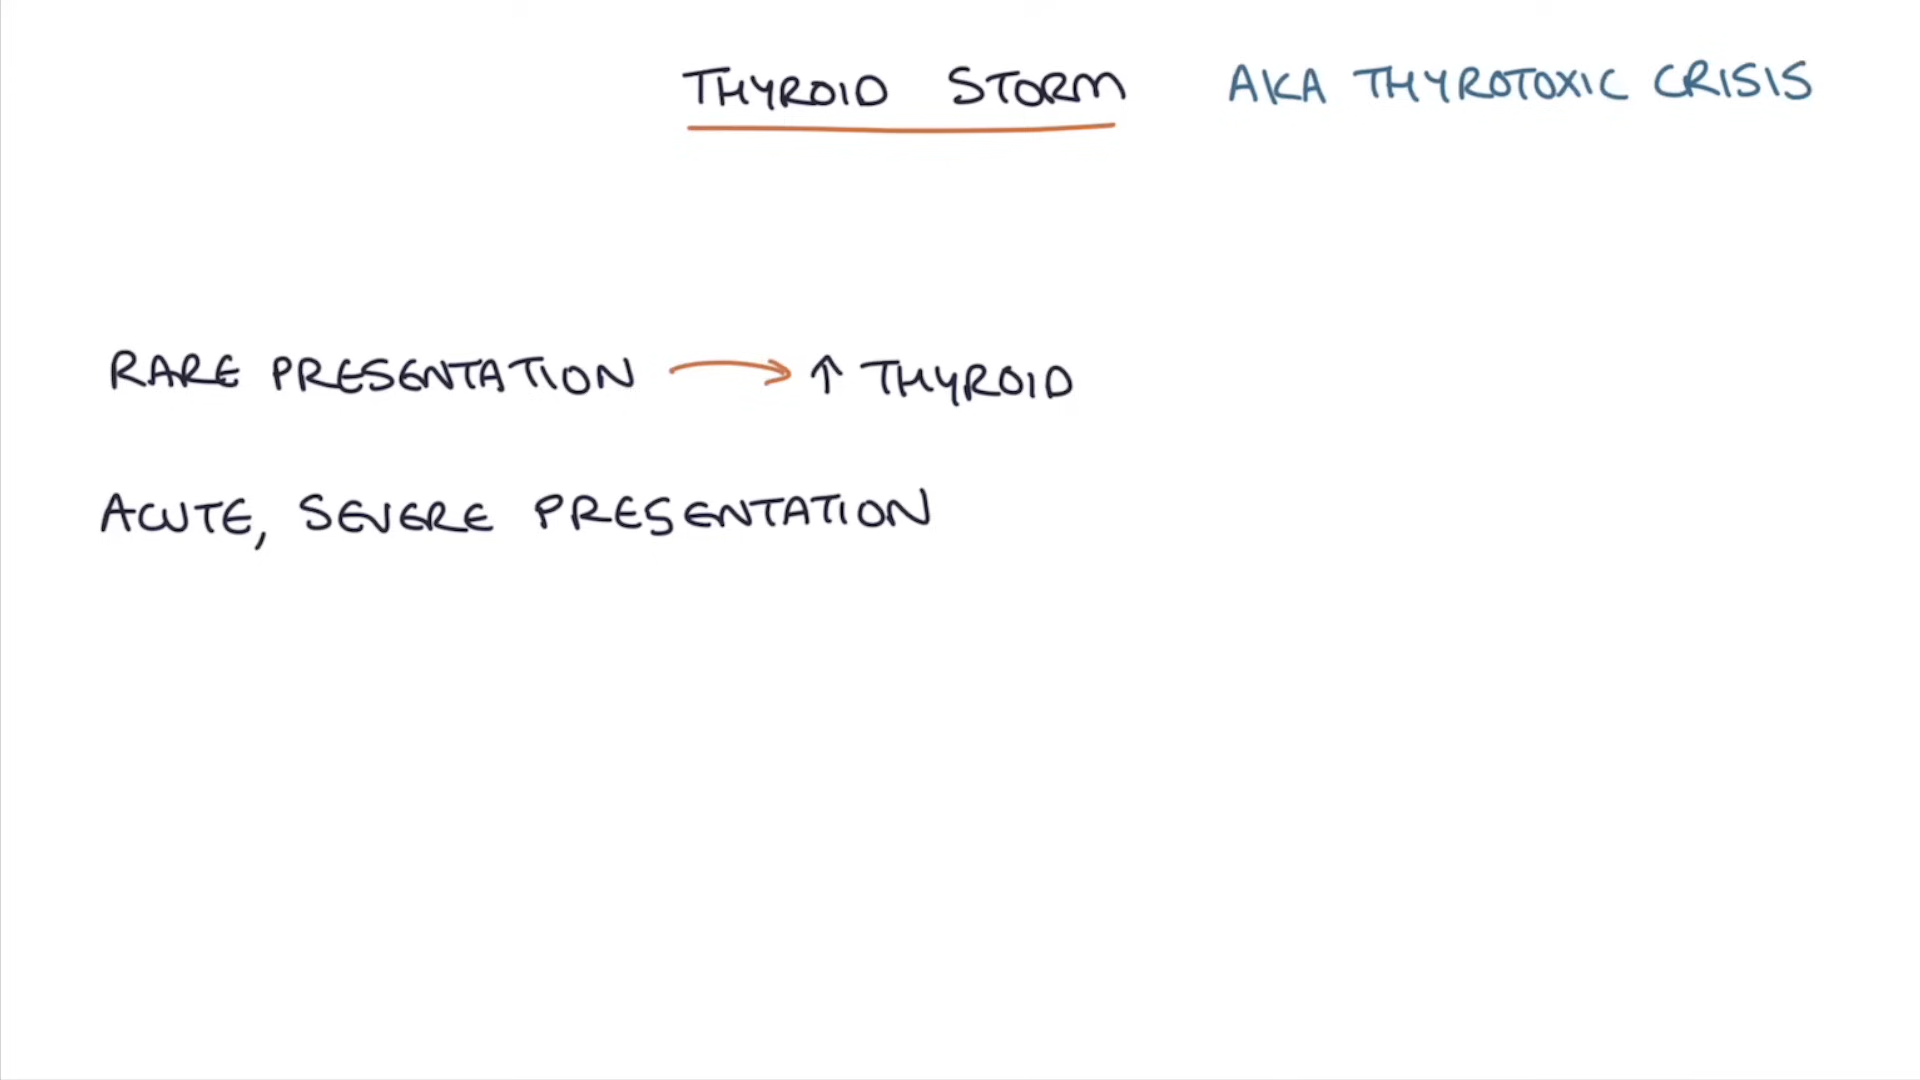 THYROID STORM AKA THYROTOXIC CRISIS
RARE PRESENTATION → ↑ THYROID
ACUTE, SEVERE PRESENTATION